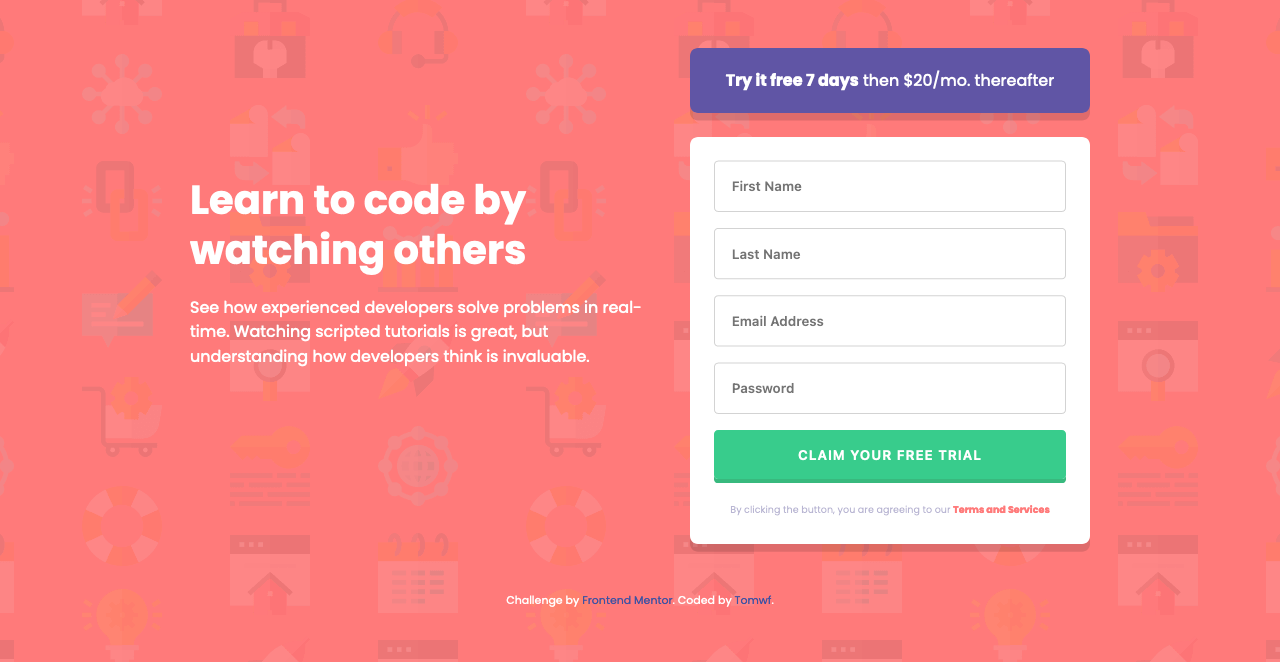 Learn to code by
watching others
See how experienced developers solve problems in real-
time. Watching scripted tutorials is great, but
understanding how developers think is invaluable.
Try it free 7 days then $20/mo. thereafter
First Name
Last Name
Email Address
Password
CLAIM YOUR FREE TRIAL
By clicking the button, you are agreeing to our Terms and Services
Challenge by Frontend Mentor. Coded by Tomwf.